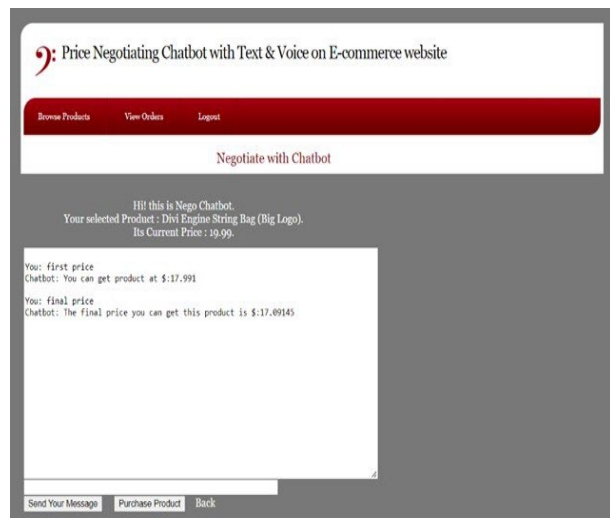 Price Negotiating Chatbot with Text & Voice on E-commerce website
Browse Products View Orders Logout
Negotiate with Chatbot
Hi! this is Nego Chatbot.
Your selected Product : Divi Engine String Bag (Big Logo).
Its Current Price : 19.99.
You: first price
Chatbot: You can get product at $:17.991
You: final price
Chatbot: The final price you can get this product is $:17.09145
Send Your Message Purchase Product Back